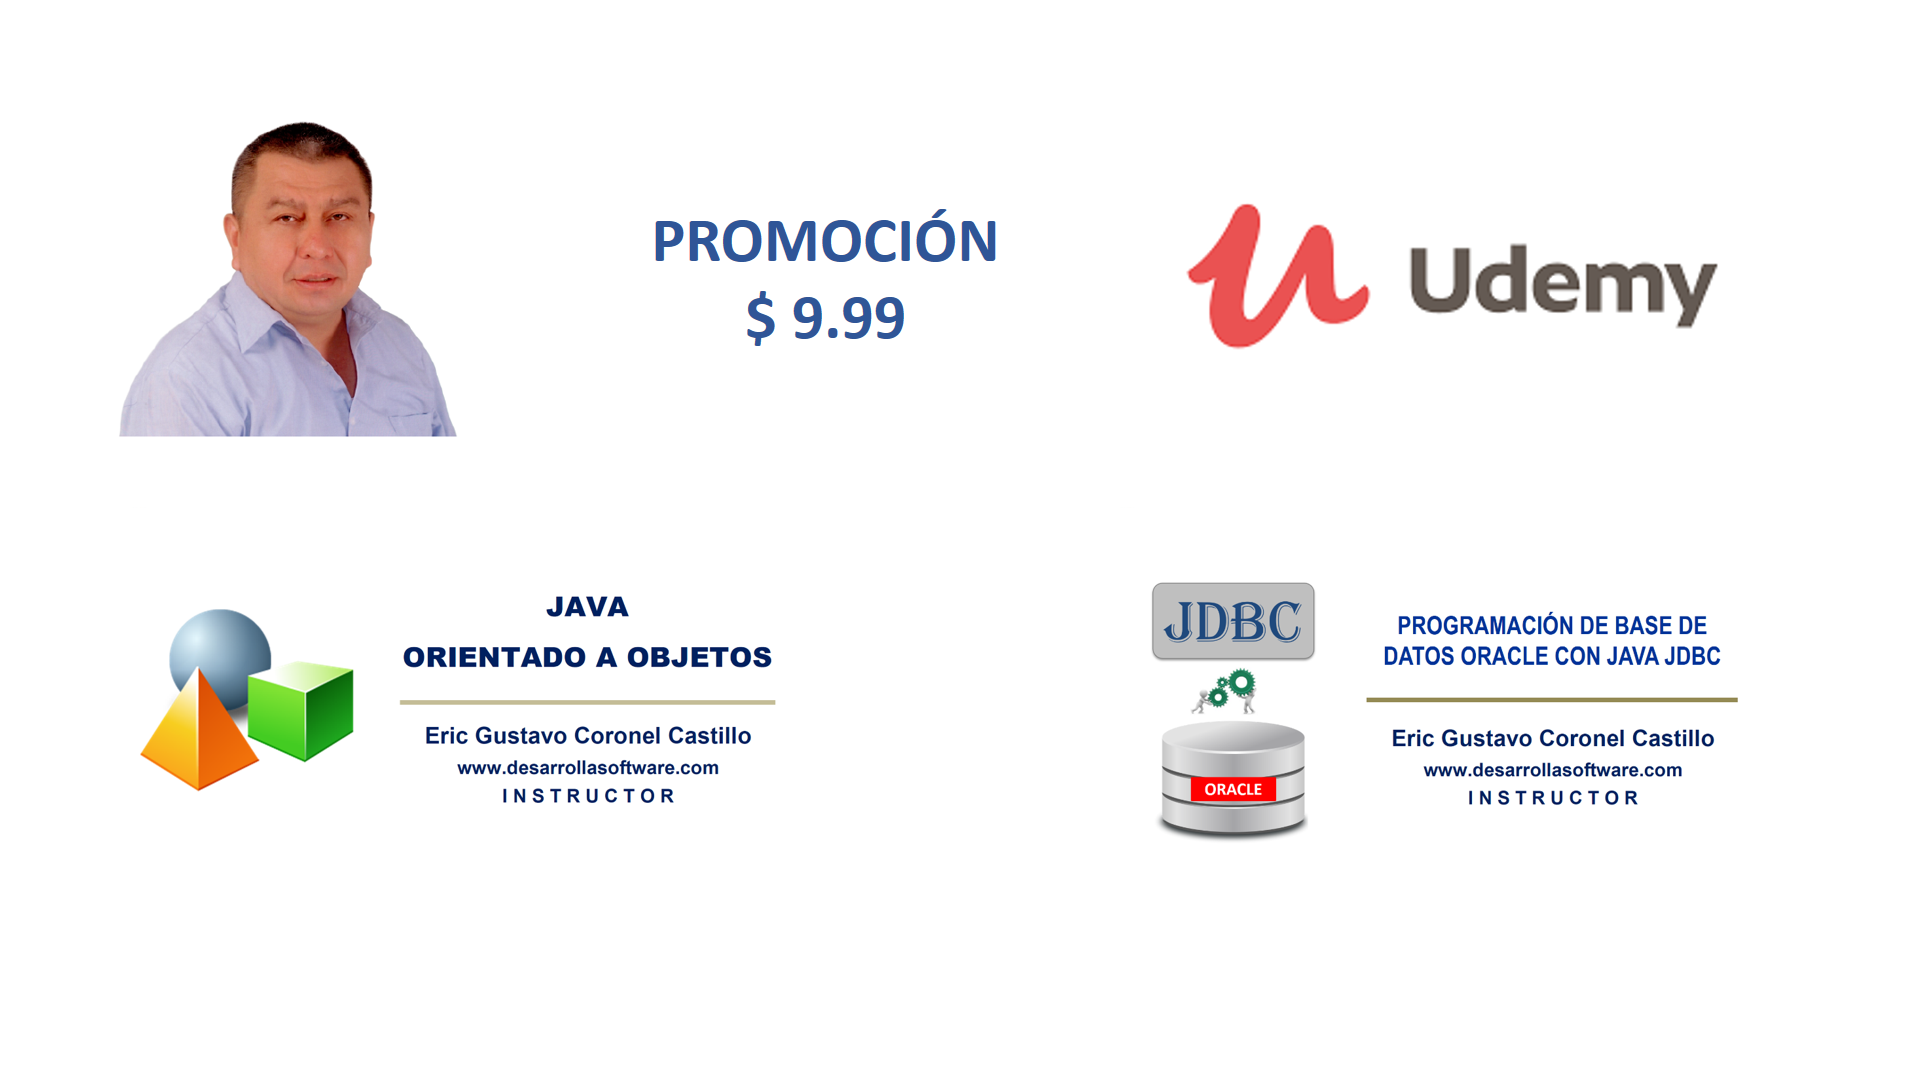 PROMOCIÓN
$ 9.99
Udemy
JAVA
ORIENTADO A OBJETOS
Eric Gustavo Coronel Castillo
www.desarrollasoftware.com
INSTRUCTOR
JDBC
ORACLE
PROGRAMACIÓN DE BASE DE
DATOS ORACLE CON JAVA JDBC
Eric Gustavo Coronel Castillo
www.desarrollasoftware.com
INSTRUCTOR